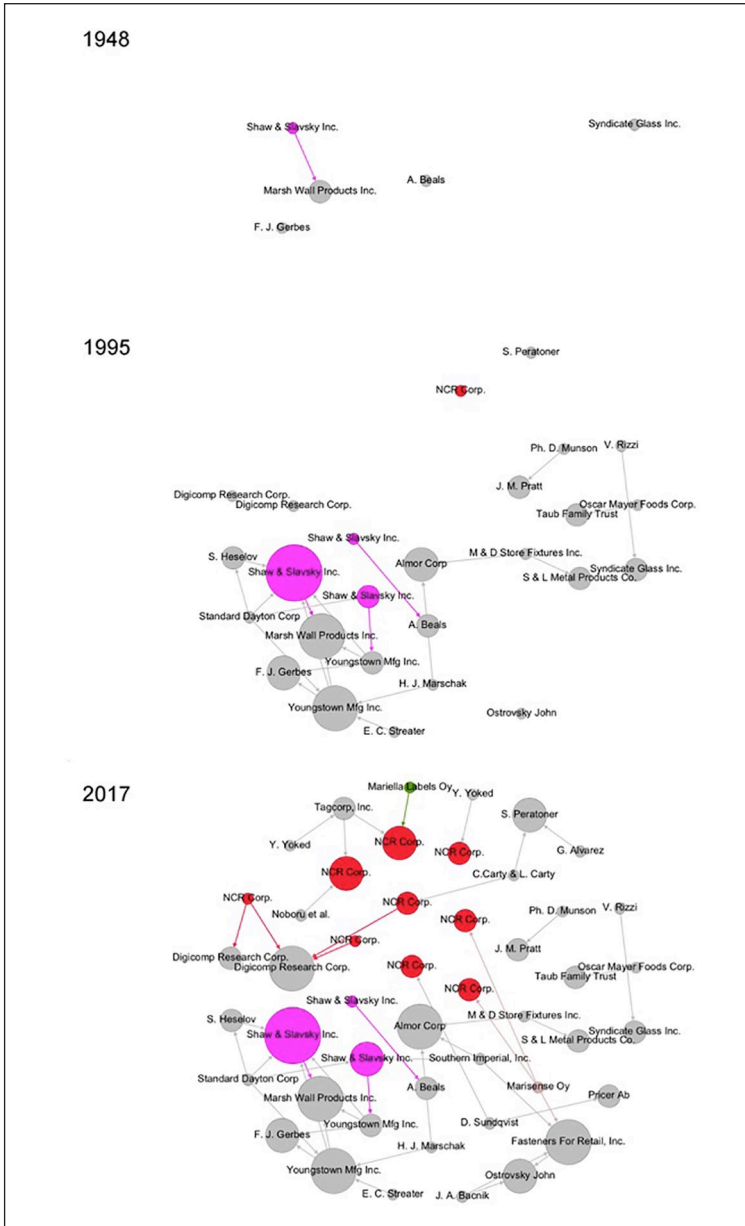 1948
Shaw & Slavsky Inc.
Syndicate Glass Inc.
Marsh Wall Products Inc.
A. Beals
F. J. Gerbes
1995
S. Peratoner
NCR Corp.
Ph. D. Munson
V. Rizzi
J. M. Pratt
Digicomp Research Corp.
Digicomp Research Corp.
Oscar Mayer Foods Corp.
Taub Family Trust
Shaw & Slavsky Inc.
S. Heselov
Almor Corp
M & D Store Fixtures Inc.
Shaw & Slavsky Inc.
Syndicate Glass Inc.
S & L Metal Products Co.
Shaw & Slavsky Inc.
Standard Dayton Corp
A. Beals
Marsh Wall Products Inc.
Youngstown Mfg Inc.
F. J. Gerbes
H. J. Marschak
Youngstown Mfg Inc.
Ostrovsky John
E. C. Streater
2017
Mariella Labels Oy
Y. Yoked
Tagcorp, Inc.
S. Peratoner
NCR Corp.
Y. Yoked
NCR Corp.
G. Alvarez
NCR Corp.
C.Carty & L. Carty
NCR Corp.
NCR Corp.
Noboru et al.
NCR Corp.
Ph. D. Munson
V. Rizzi
NCR Corp.
J. M. Pratt
Digicomp Research Corp.
Digicomp Research Corp.
NCR Corp.
Oscar Mayer Foods Corp.
Taub Family Trust
NCR Corp.
Shaw & Slavsky Inc.
M & D Store Fixtures Inc.
S. Heselov
Almor Corp
Shaw & Slavsky Inc.
Syndicate Glass Inc.
S & L Metal Products Co.
Shaw & Slavsky Inc.
Southern Imperial, Inc.
Standard Dayton Corp
A. Beals
Marisense Oy
Pricer Ab
Marsh Wall Products Inc.
Youngstown Mfg Inc.
D. Sundqvist
F. J. Gerbes
H. J. Marschak
Fasteners For Retail, Inc.
Youngstown Mfg Inc.
Ostrovsky John
E. C. Streater
J. A. Bacnik